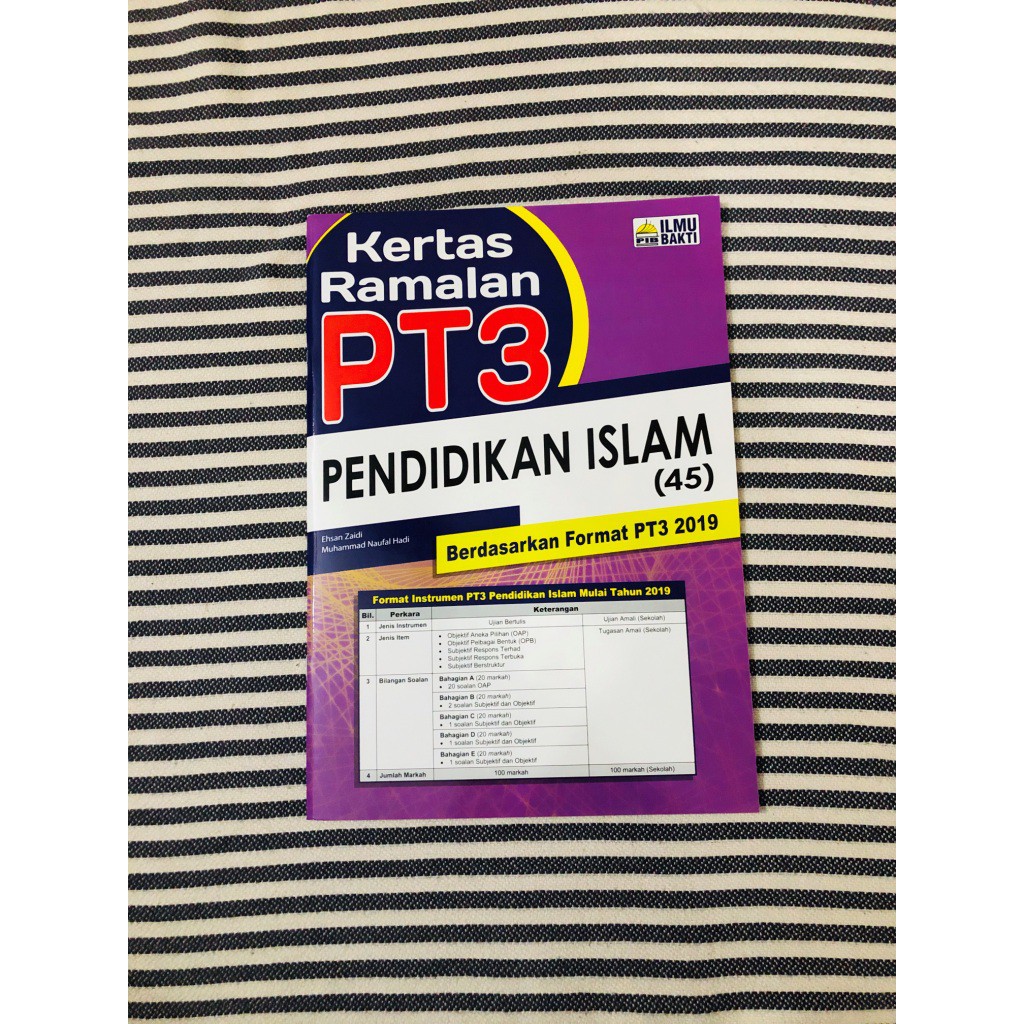 Kertas
Ramalan
PT3
PIB
ILMU
BAKTI
PENDIDIKAN ISLAM
(45)
Ehsan Zaidi
Muhammad Naufal Hadi
Berdasarkan Format PT3 2019
Format Instrumen PT3 Pendidikan Islam Mulai Tahun 2019
Bil. Perkara Keterangan
1 Jenis Instrumen Ujian Bertulis Ujian Amali (Sekolah)
2 Jenis Item • Objektif Aneka Pilihan (OAP) Tugasan Amali (Sekolah)
• Objektif Pelbagai Bentuk (OPB)
• Subjektif Respons Terhad
• Subjektif Respons Terbuka
• Subjektif Berstruktur
3 Bilangan Soalan Bahagian A (20 markah)
• 20 soalan OAP
Bahagian B (20 markah)
• 2 soalan Subjektif dan Objektif
Bahagian C (20 markah)
• 1 soalan Subjektif dan Objektif
Bahagian D (20 markah)
• 1 soalan Subjektif dan Objektif
Bahagian E (20 markah)
• 1 soalan Subjektif dan Objektif
4 Jumlah Markah 100 markah 100 markah (Sekolah)